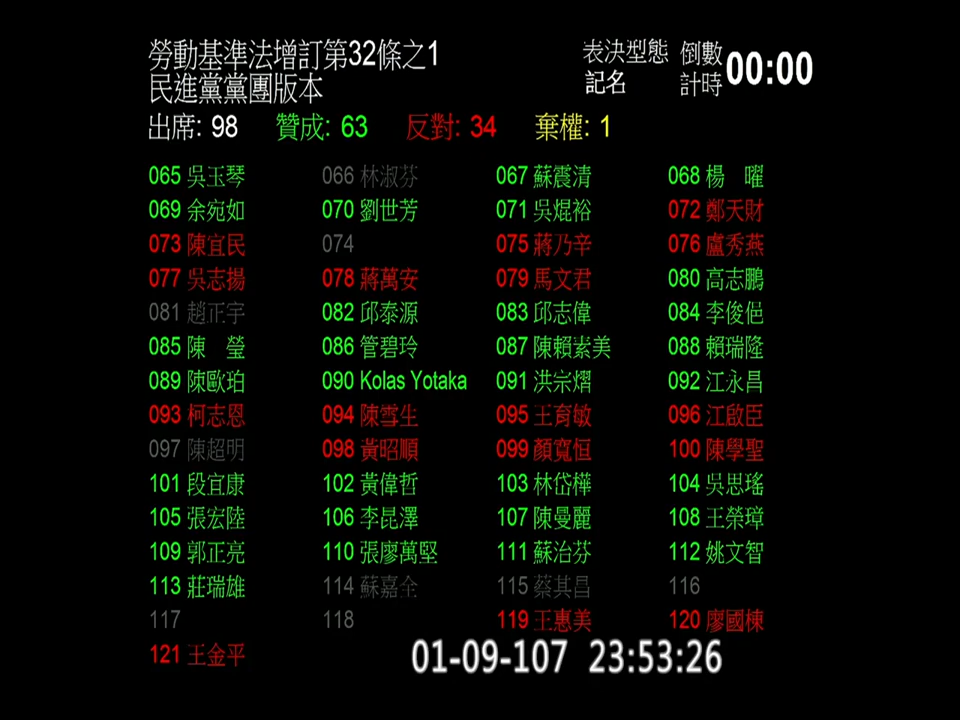 勞動基準法增訂第32條之1 表決型態 倒數 00:00
民進黨黨團版本 記名 計時
出席: 98 贊成: 63 反對: 34 棄權: 1
065 吳玉琴 066 林淑芬 067 蘇震清 068 楊　曜
069 余宛如 070 劉世芳 071 吳焜裕 072 鄭天財
073 陳宜民 074 075 蔣乃辛 076 盧秀燕
077 吳志揚 078 蔣萬安 079 馬文君 080 高志鵬
081 趙正宇 082 邱泰源 083 邱志偉 084 李俊俋
085 陳　瑩 086 管碧玲 087 陳賴素美 088 賴瑞隆
089 陳歐珀 090 Kolas Yotaka 091 洪宗熠 092 江永昌
093 柯志恩 094 陳雪生 095 王育敏 096 江啟臣
097 陳超明 098 黃昭順 099 顏寬恒 100 陳學聖
101 段宜康 102 黃偉哲 103 林岱樺 104 吳思瑤
105 張宏陸 106 李昆澤 107 陳曼麗 108 王榮璋
109 郭正亮 110 張廖萬堅 111 蘇治芬 112 姚文智
113 莊瑞雄 114 蘇嘉全 115 蔡其昌 116
117 118 119 王惠美 120 廖國棟
121 王金平
01-09-107 23:53:26